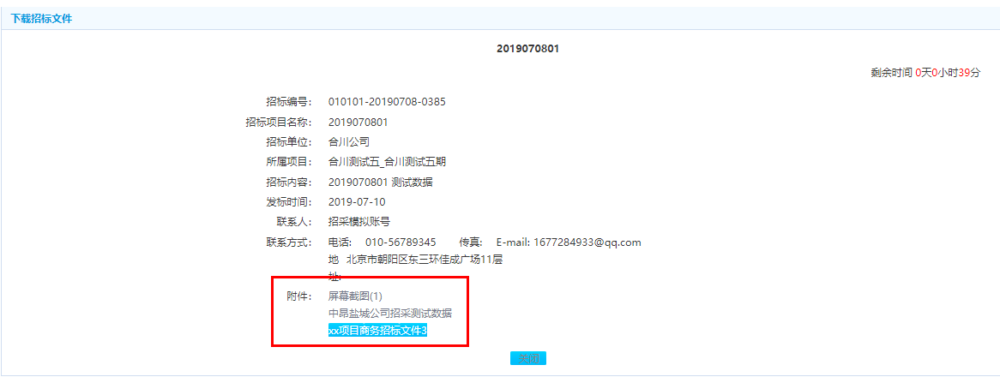 下载招标文件
2019070801
剩余时间 0天0小时39分
招标编号: 010101-20190708-0385
招标项目名称: 2019070801
招标单位: 合川公司
所属项目: 合川测试五_合川测试五期
招标内容: 2019070801 测试数据
发标时间: 2019-07-10
联系人: 招采模拟账号
联系方式: 电话: 010-56789345 传真: E-mail: 1677284933@qq.com
地 北京市朝阳区东三环佳成广场11层
址:
附件: 屏幕截图(1)
中昂盐城公司招采测试数据
xx项目商务招标文件3
关闭